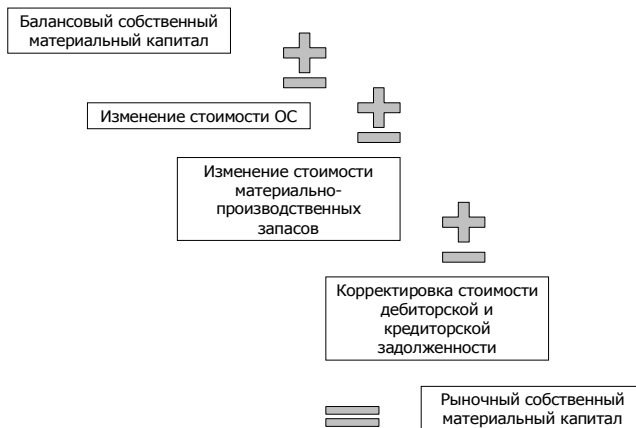 Балансовый собственный
материальный капитал
Изменение стоимости ОС
Изменение стоимости
материально-
производственных
запасов
Корректировка стоимости
дебиторской и
кредиторской
задолженности
Рыночный собственный
материальный капитал